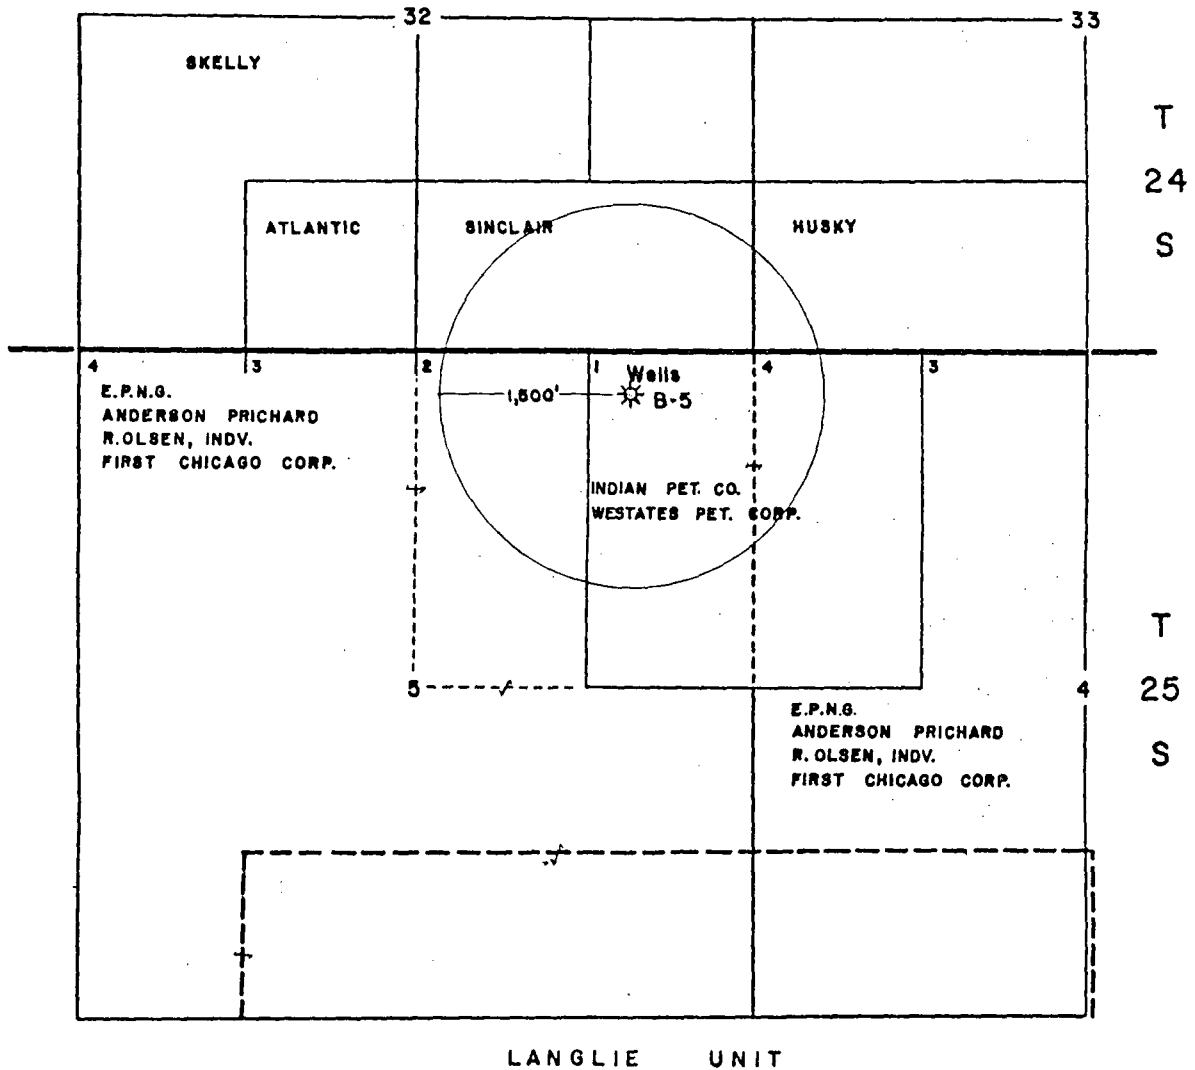 32
33
SKELLY
T
24
S
ATLANTIC
SINCLAIR
HUSKY
4
3
2
1
4
3
Wells
B-5
1,500'
E.P.N.G.
ANDERSON PRICHARD
R. OLSEN, INDV.
FIRST CHICAGO CORP.
INDIAN PET. CO.
WESTATES PET. CORP.
T
25
S
5
4
E.P.N.G.
ANDERSON PRICHARD
R. OLSEN, INDV.
FIRST CHICAGO CORP.
LANGLIE UNIT